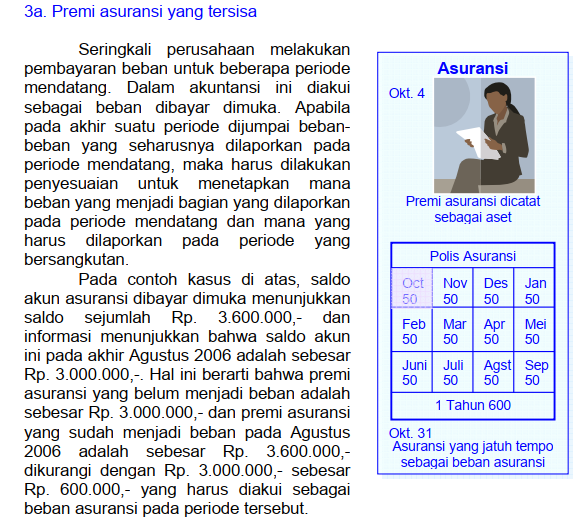 3a. Premi asuransi yang tersisa
Seringkali perusahaan melakukan
pembayaran beban untuk beberapa periode
mendatang. Dalam akuntansi ini diakui
sebagai beban dibayar dimuka. Apabila
pada akhir suatu periode dijumpai beban-
beban yang seharusnya dilaporkan pada
periode mendatang, maka harus dilakukan
penyesuaian untuk menetapkan mana
beban yang menjadi bagian yang dilaporkan
pada periode mendatang dan mana yang
harus dilaporkan pada periode yang
bersangkutan.
Pada contoh kasus di atas, saldo
akun asuransi dibayar dimuka menunjukkan
saldo sejumlah Rp. 3.600.000,- dan
informasi menunjukkan bahwa saldo akun
ini pada akhir Agustus 2006 adalah sebesar
Rp. 3.000.000,-. Hal ini berarti bahwa premi
asuransi yang belum menjadi beban adalah
sebesar Rp. 3.000.000,- dan premi asuransi
yang sudah menjadi beban pada Agustus
2006 adalah sebesar Rp. 3.600.000,-
dikurangi dengan Rp. 3.000.000,- sebesar
Rp. 600.000,- yang harus diakui sebagai
beban asuransi pada periode tersebut.
Asuransi
Okt. 4
Premi asuransi dicatat
sebagai aset
Polis Asuransi
Oct Nov Des Jan
50 50 50 50
Feb Mar Apr Mei
50 50 50 50
Juni Juli Agst Sep
50 50 50 50
1 Tahun 600
Okt. 31
Asuransi yang jatuh tempo
sebagai beban asuransi